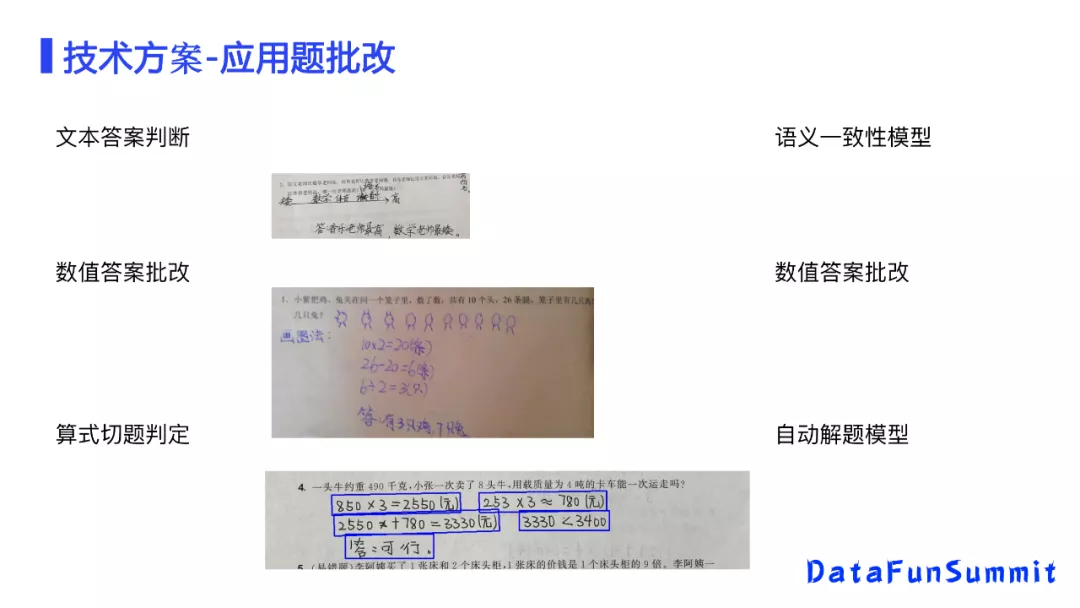 技术方案-应用题批改
文本答案判断
语义一致性模型
矮 数学 体 高
答:音乐老师最高,数学老师最矮。
数值答案批改
数值答案批改
1. 小紫把鸡、兔关在同一个笼子里,数了数,共有10个头,26条腿。笼子里有几只
几只兔?
画图法:
10×2=20(条)
26-20=6(条)
6÷2=3(只)
答:有3只鸡,7只兔
算式切题判定
自动解题模型
4. 一头牛约重490千克,小张一次卖了8头牛,用载质量为4吨的卡车能一次运走吗?
850×3=2550(元) 253×3≈780(元)
2550+780=3330(元) 3330<3400
答:可行。
5. (易错题)李阿姨买了1张床和2个床头柜,1张床的价钱是1个床头柜的9倍。李阿姨一
DataFunSummit